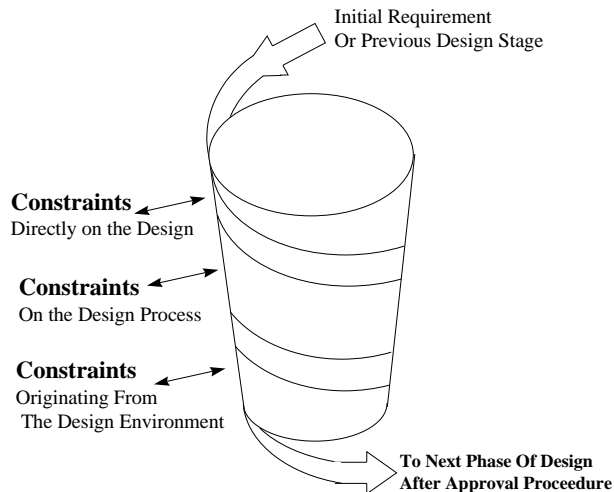 Initial Requirement
Or Previous Design Stage
Constraints
Directly on the Design
Constraints
On the Design Process
Constraints
Originating From
The Design Environment
To Next Phase Of Design
After Approval Proceedure